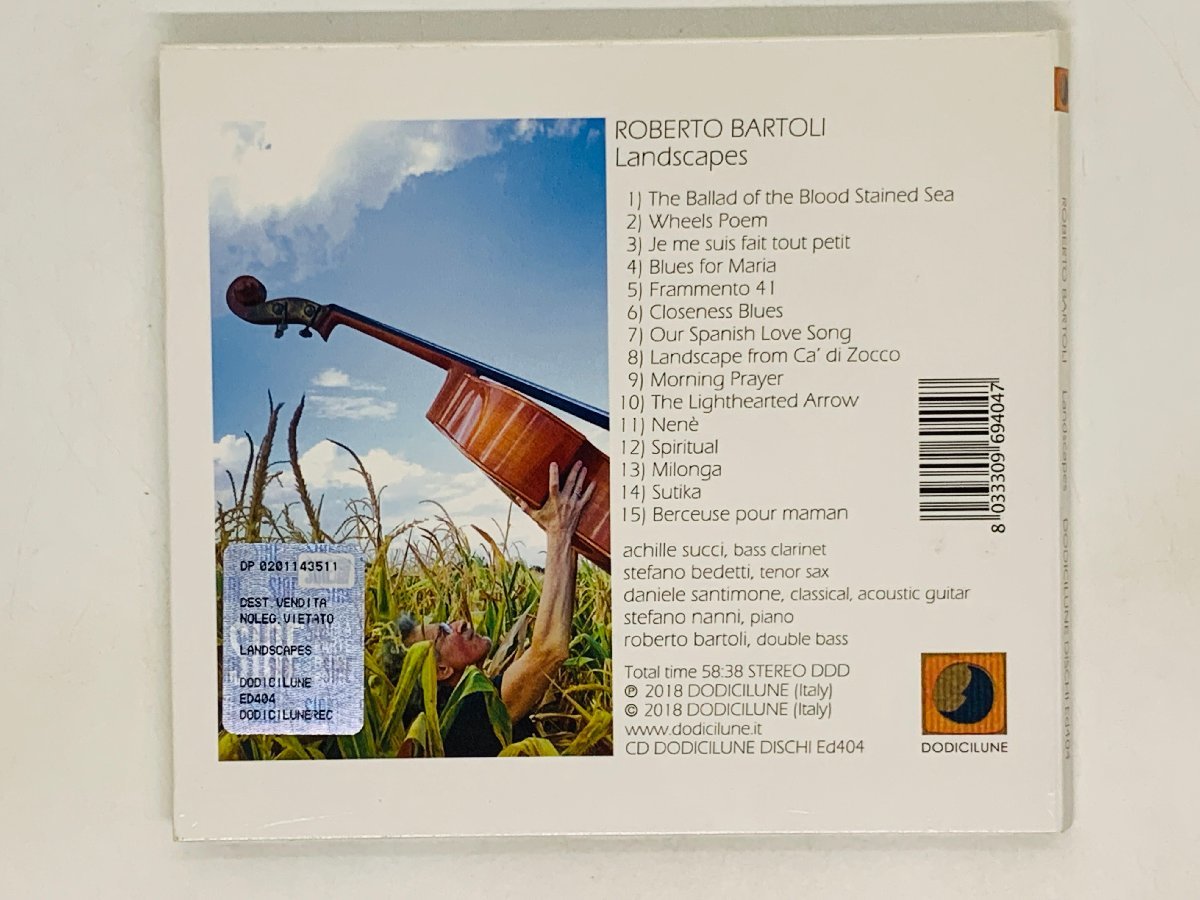 ROBERTO BARTOLI
Landscapes
1) The Ballad of the Blood Stained Sea
2) Wheels Poem
3) Je me suis fait tout petit
4) Blues for Maria
5) Frammento 41
6) Closeness Blues
7) Our Spanish Love Song
8) Landscape from Ca' di Zocco
9) Morning Prayer
10) The Lighthearted Arrow
11) Nenè
12) Spiritual
13) Milonga
14) Sutika
15) Berceuse pour maman
achille succi, bass clarinet
stefano bedetti, tenor sax
daniele santimone, classical, acoustic guitar
stefano nanni, piano
roberto bartoli, double bass
Total time 58:38 STEREO DDD
℗ 2018 DODICILUNE (Italy)
© 2018 DODICILUNE (Italy)
www.dodicilune.it
CD DODICILUNE DISCHI Ed404
8 033309 694047
DODICILUNE
DP 0201143511
DEST.VENDITA
NOLEG.VIETATO
LANDSCAPES
DODICILUNE
ED404
DODICILUNEREC
ROBERTO BARTOLI Landscapes DODICILUNE DISCHI Ed404